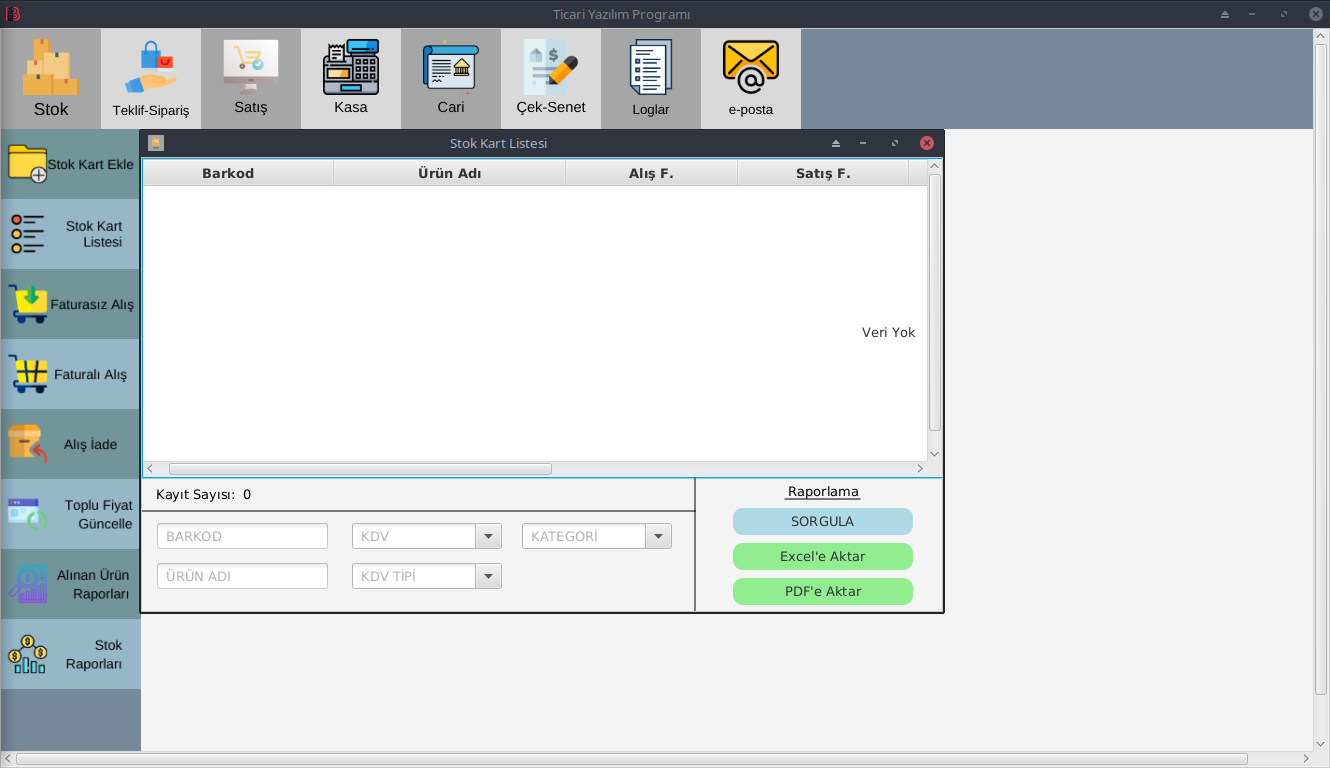 Ticari Yazılım Programı
Stok
Teklif-Sipariş
Satış
Kasa
Cari
Çek-Senet
Loglar
e-posta
Stok Kart Ekle
Stok Kart
Listesi
Faturasız Alış
Faturalı Alış
Alış İade
Toplu Fiyat
Güncelle
Alınan Ürün
Raporları
Stok
Raporları
Stok Kart Listesi
Barkod
Ürün Adı
Alış F.
Satış F.
Veri Yok
Kayıt Sayısı: 0
BARKOD
KDV
KATEGORİ
ÜRÜN ADI
KDV TİPİ
Raporlama
SORGULA
Excel'e Aktar
PDF'e Aktar